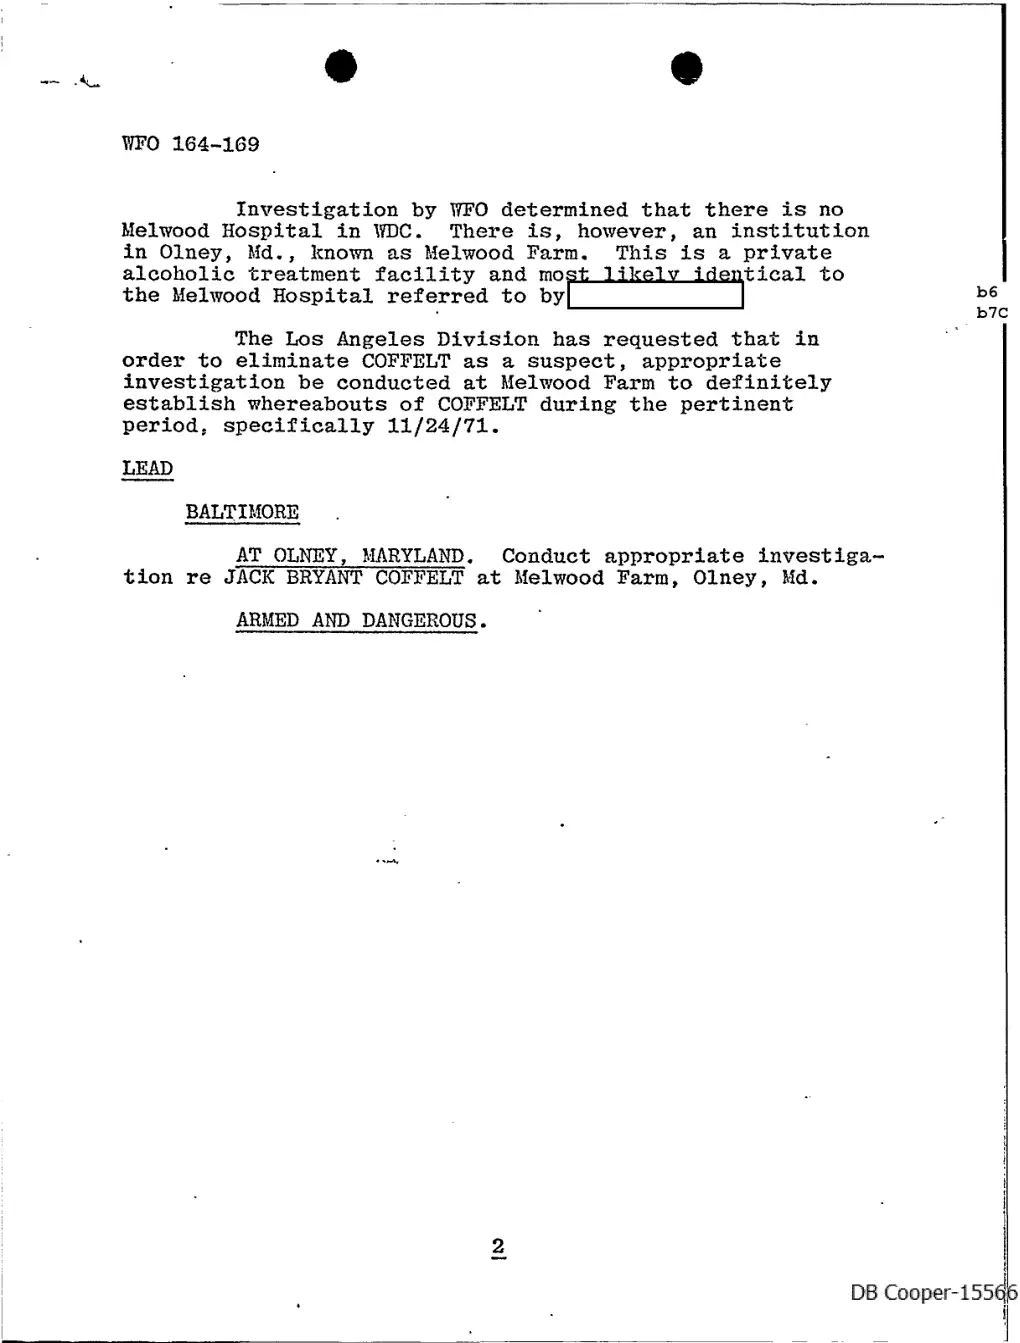 WFO 164-169
Investigation by WFO determined that there is no
Melwood Hospital in WDC. There is, however, an institution
in Olney, Md., known as Melwood Farm. This is a private
alcoholic treatment facility and most likely identical to
the Melwood Hospital referred to by
b6
b7C
The Los Angeles Division has requested that in
order to eliminate COFFELT as a suspect, appropriate
investigation be conducted at Melwood Farm to definitely
establish whereabouts of COFFELT during the pertinent
period, specifically 11/24/71.
LEAD
BALTIMORE
AT OLNEY, MARYLAND. Conduct appropriate investiga-
tion re JACK BRYANT COFFELT at Melwood Farm, Olney, Md.
ARMED AND DANGEROUS.
2
DB Cooper-15566